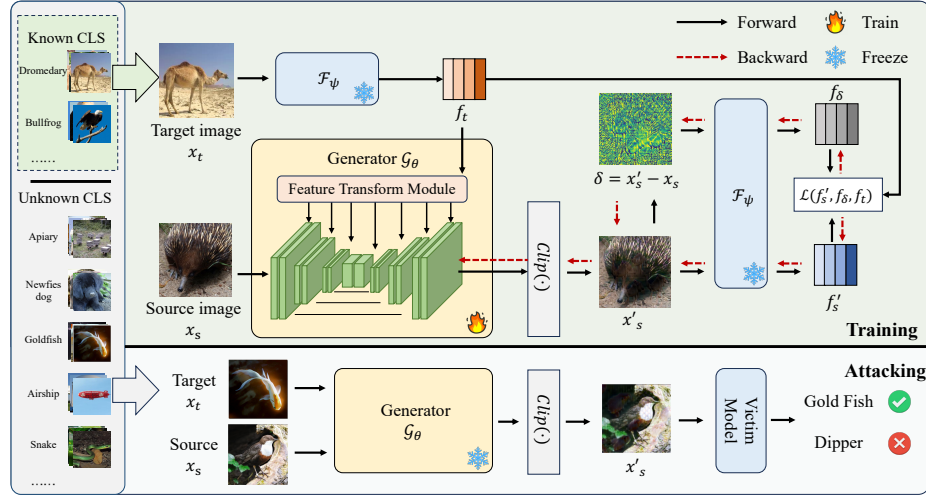 Known CLS
Dromedary
Bullfrog
……
Unknown CLS
Apiary
Newfies
dog
Goldfish
Airship
Snake
……
Target image
x_t
ℱ_ψ
f_t
Forward
Train
Backward
Freeze
Generator 𝒢_θ
Feature Transform Module
Source image
x_s
Clip(·)
δ = x′_s − x_s
x′_s
ℱ_ψ
f_δ
ℒ(f_s′, f_δ, f_t)
f_s′
Training
Attacking
Target
x_t
Source
x_s
Generator
𝒢_θ
Clip(·)
x′_s
Victim
Model
Gold Fish
Dipper